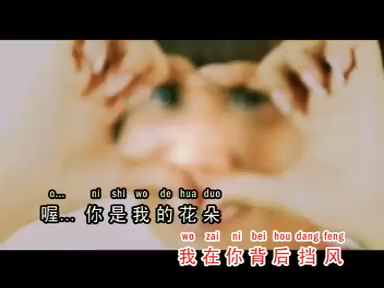 o... ni shi wo de hua duo
喔... 你是我的花朵
wo zai ni bei hou dang feng
我在你背后挡风